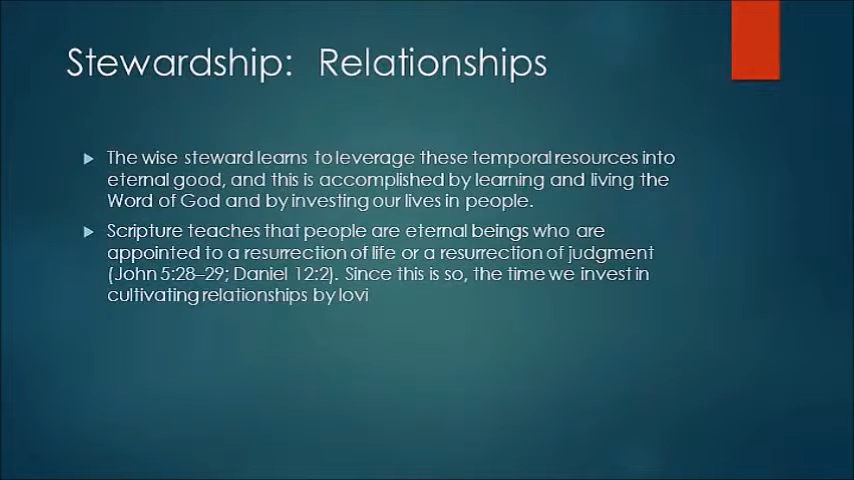 Stewardship: Relationships
The wise steward learns to leverage these temporal resources into
eternal good, and this is accomplished by learning and living the
Word of God and by investing our lives in people.
Scripture teaches that people are eternal beings who are
appointed to a resurrection of life or a resurrection of judgment
(John 5:28–29; Daniel 12:2). Since this is so, the time we invest in
cultivating relationships by lovi